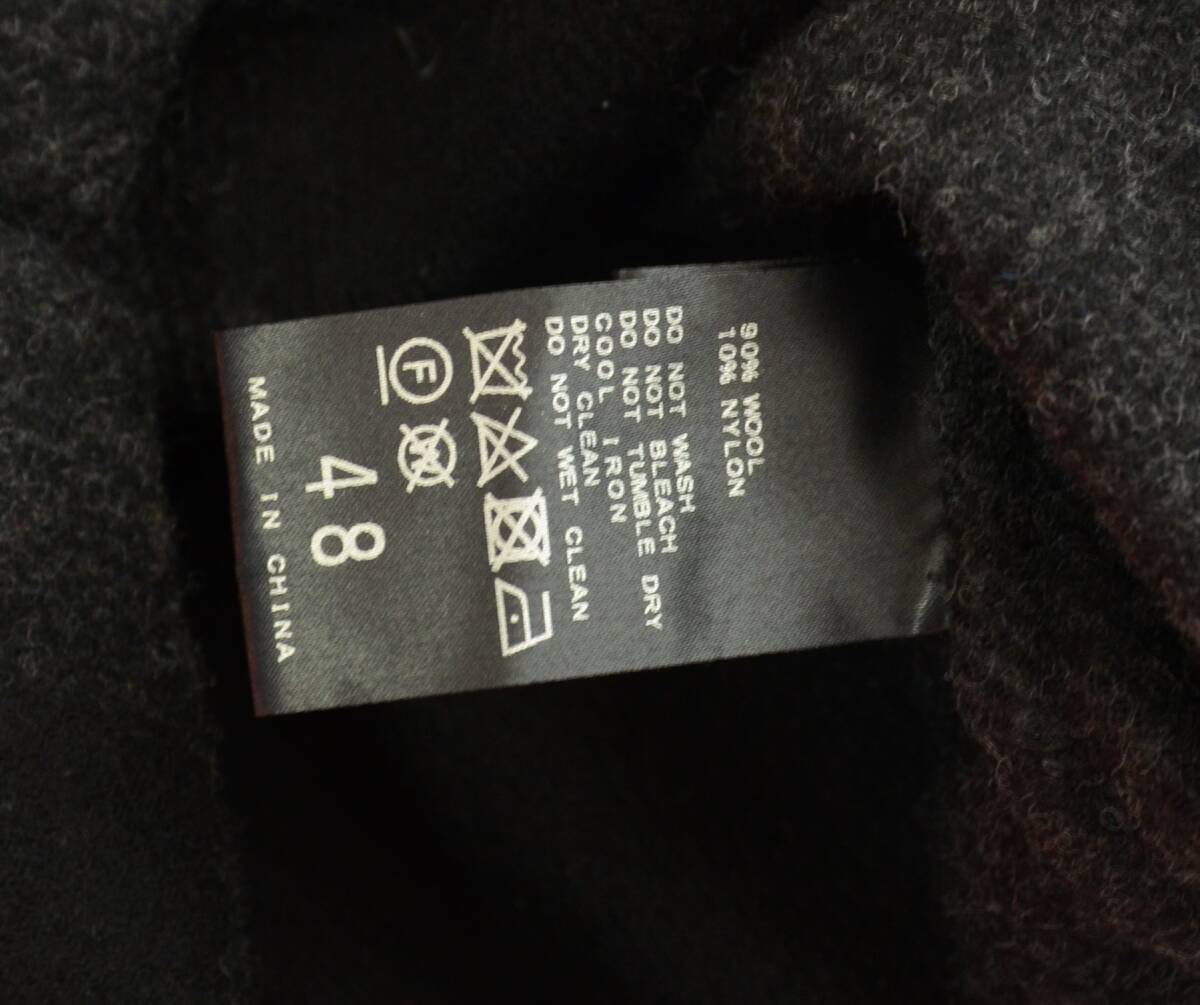 90% WOOL
10% NYLON
DO NOT WASH
DO NOT BLEACH
DO NOT TUMBLE DRY
COOL IRON
DRY CLEAN
DO NOT WET CLEAN
F W
48
MADE IN CHINA